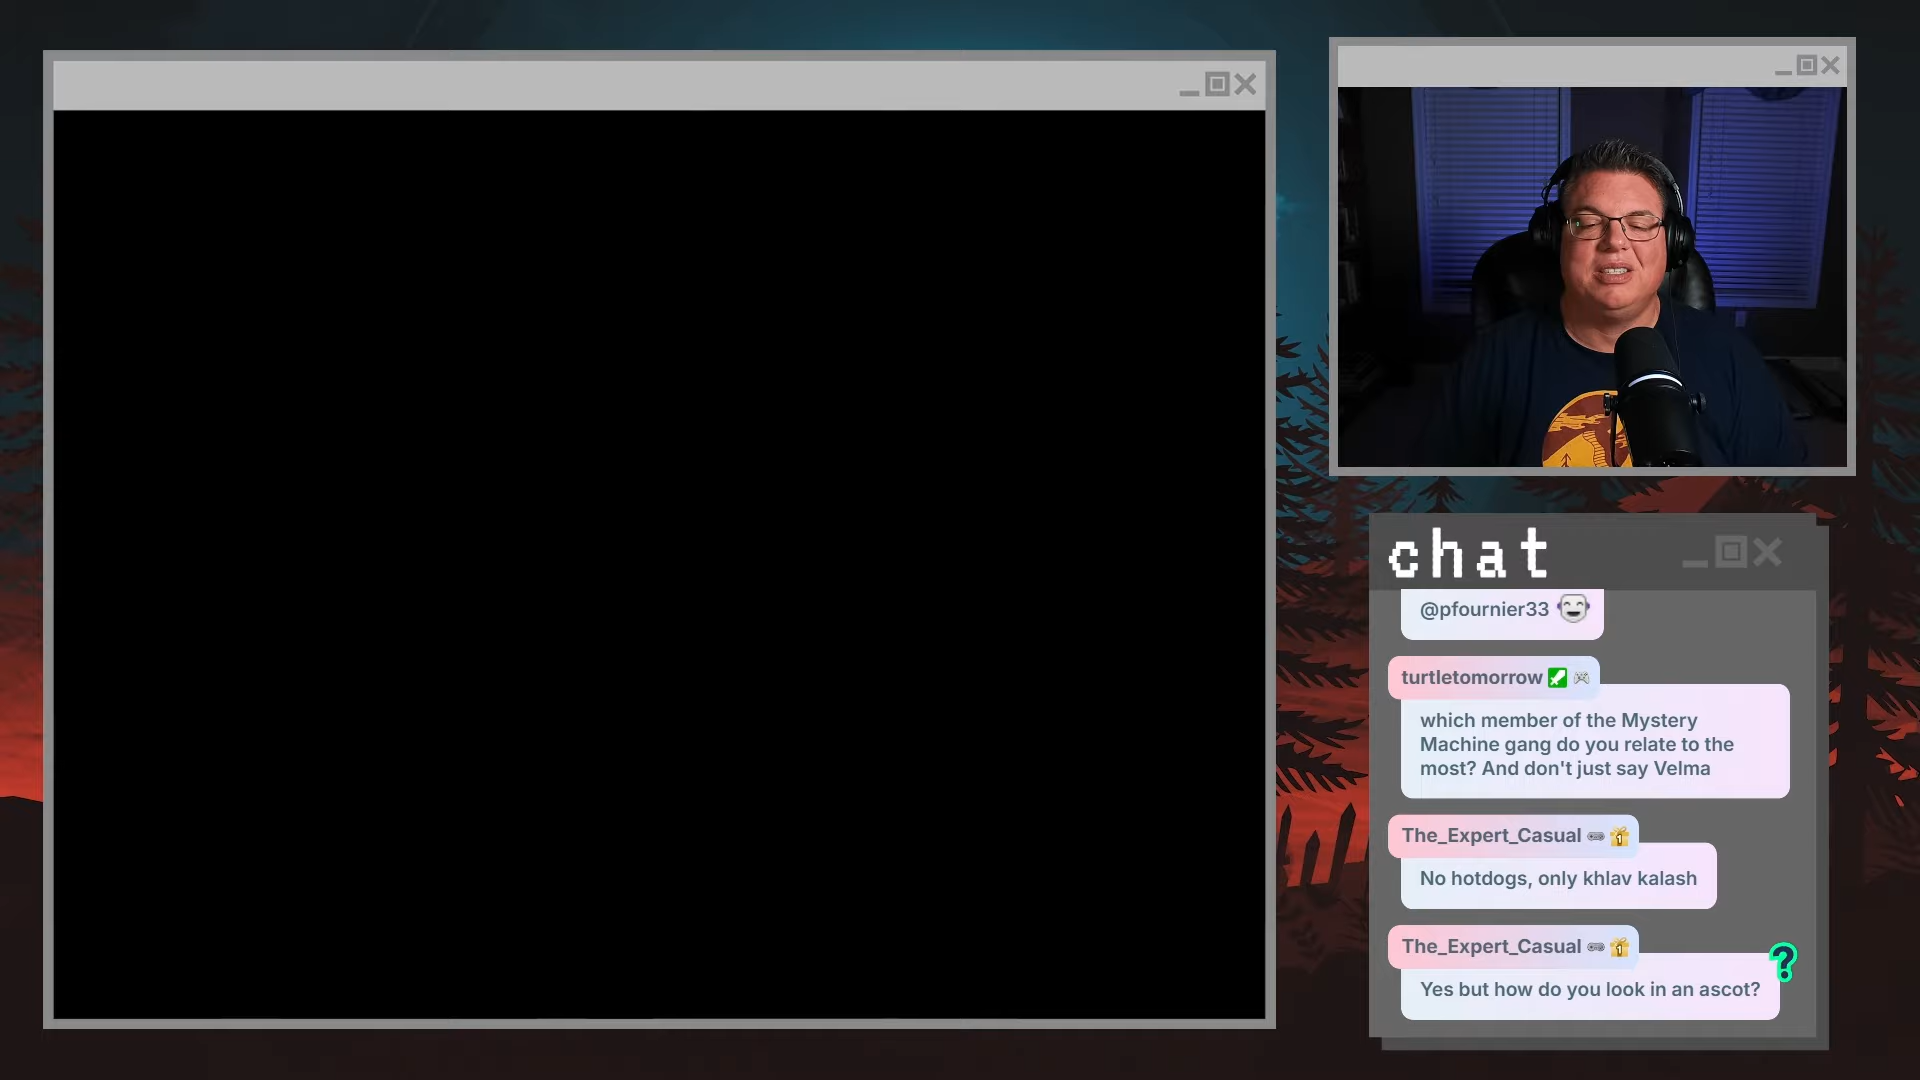 chat
@pfournier33
turtletomorrow
which member of the Mystery
Machine gang do you relate to the
most? And don't just say Velma
The_Expert_Casual
No hotdogs, only khlav kalash
The_Expert_Casual
?
Yes but how do you look in an ascot?